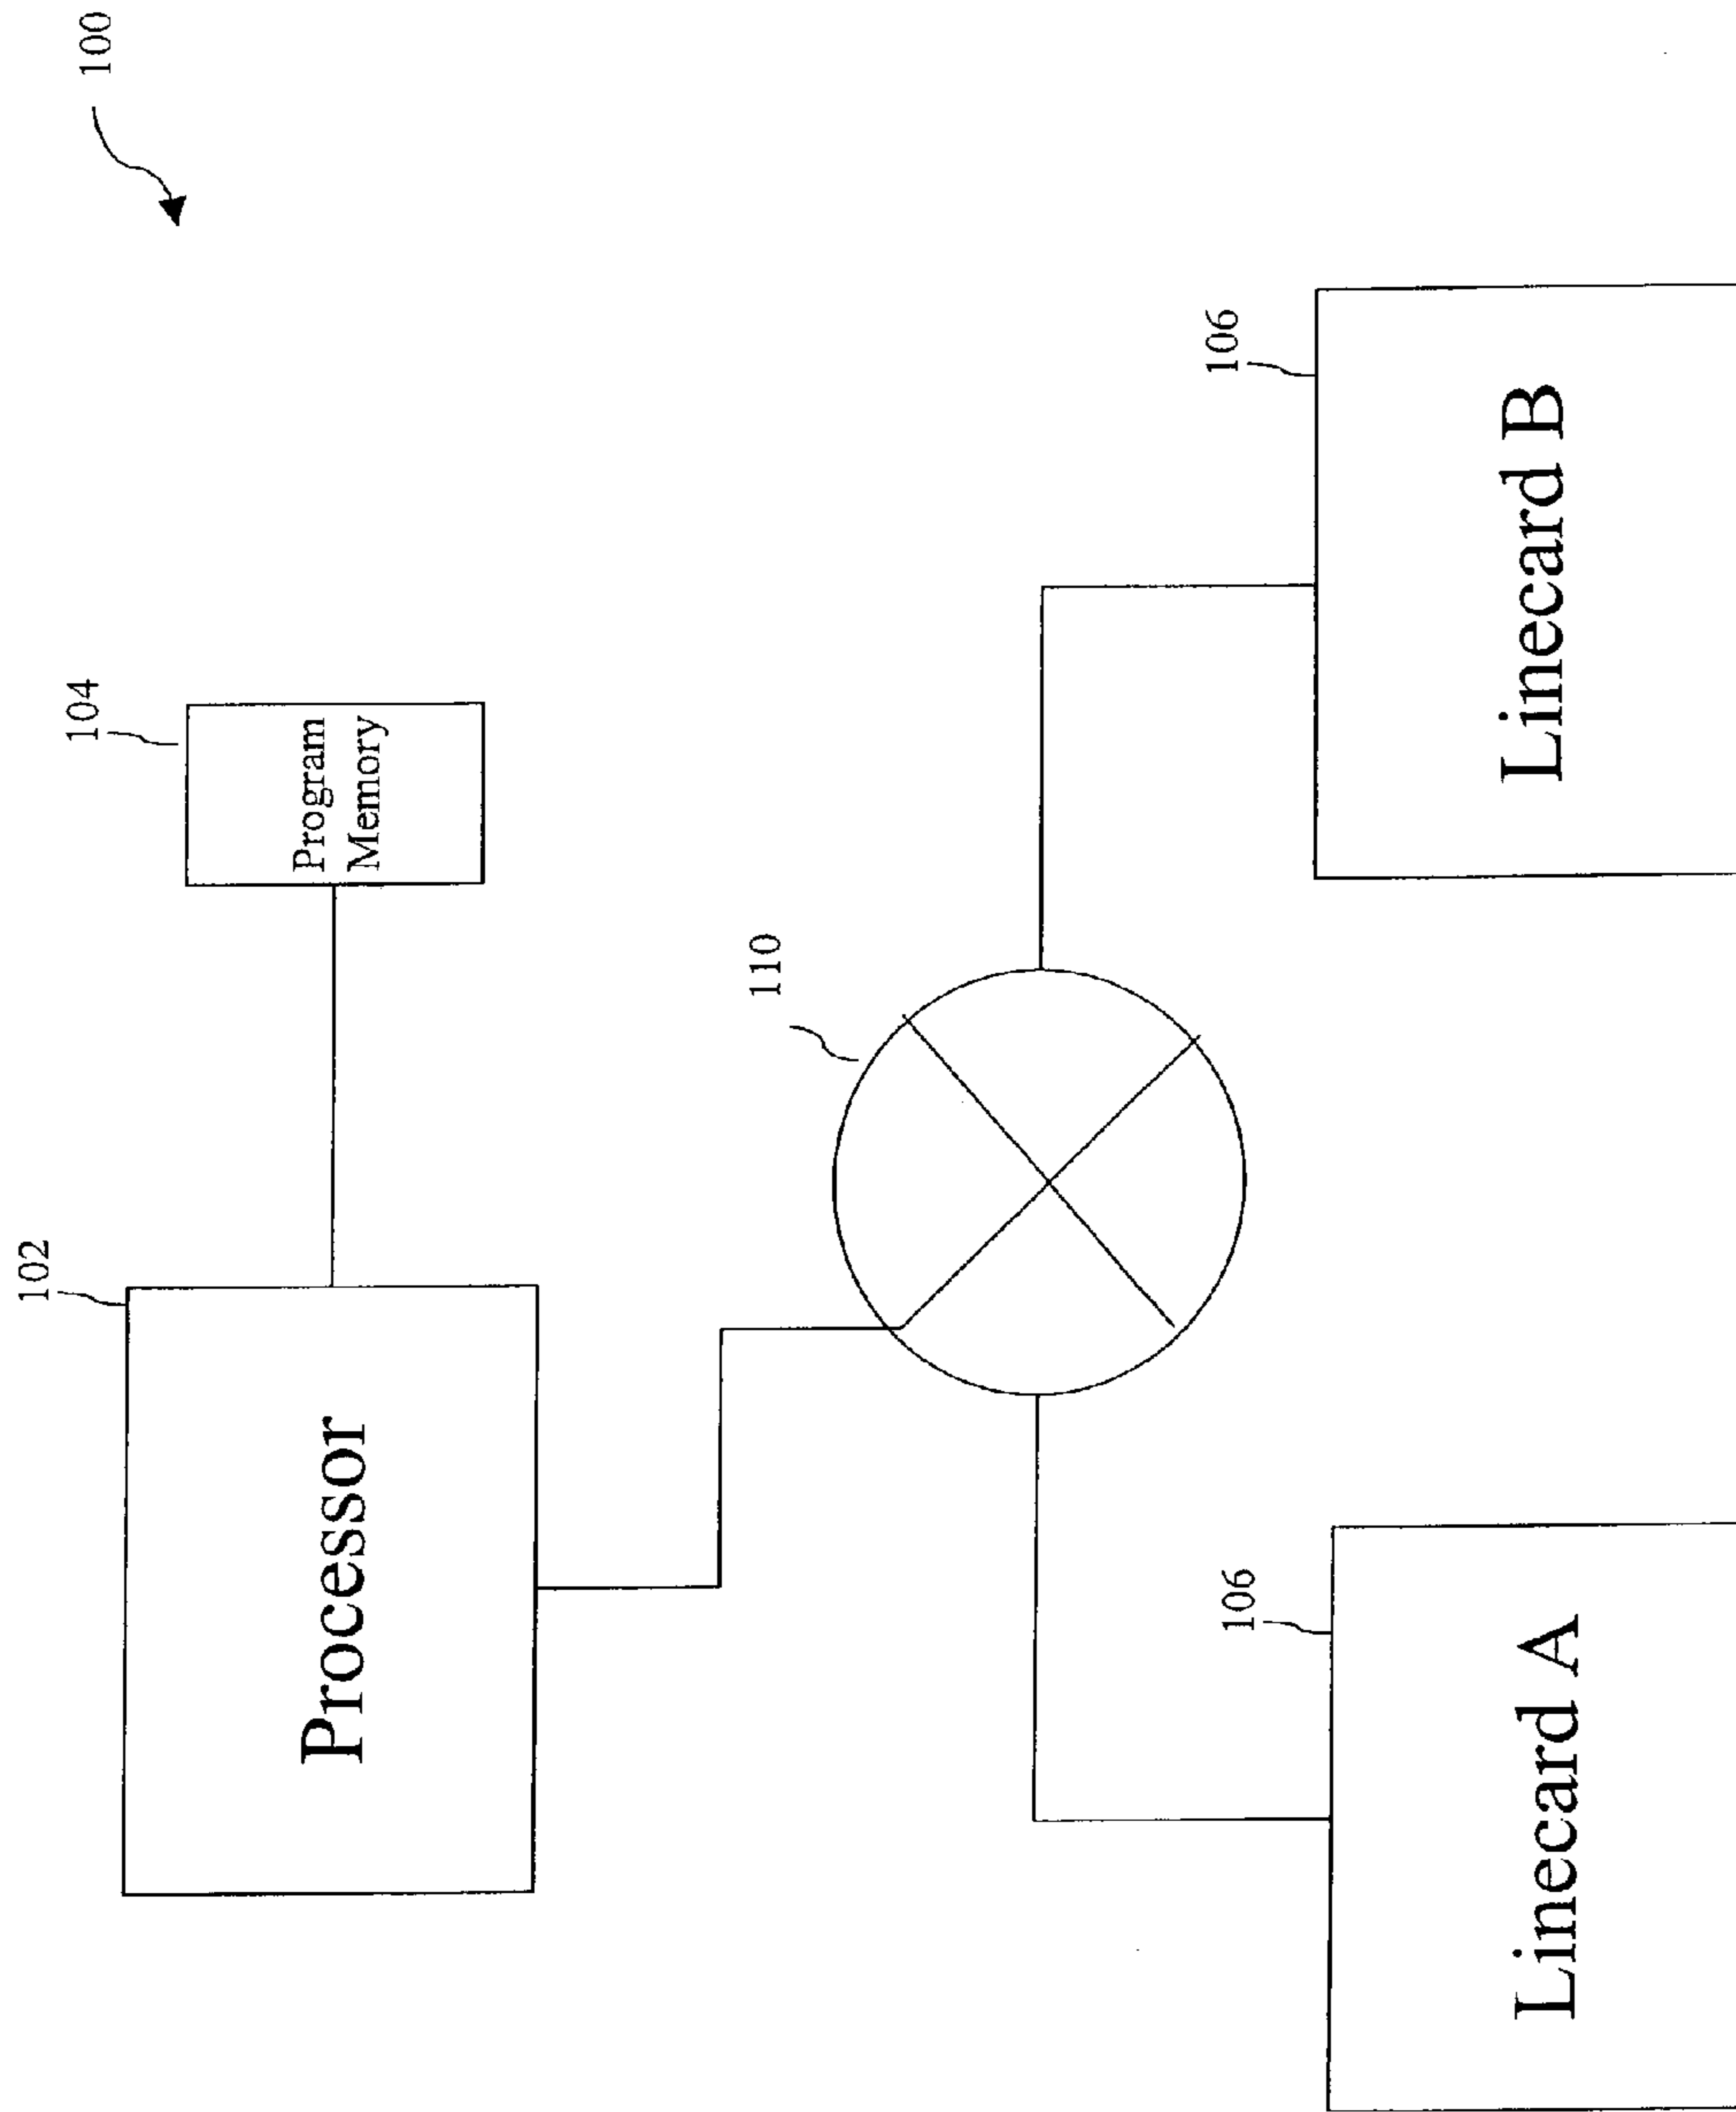 100
102
Processor
104
Program
Memory
110
106
Linecard A
106
Linecard B